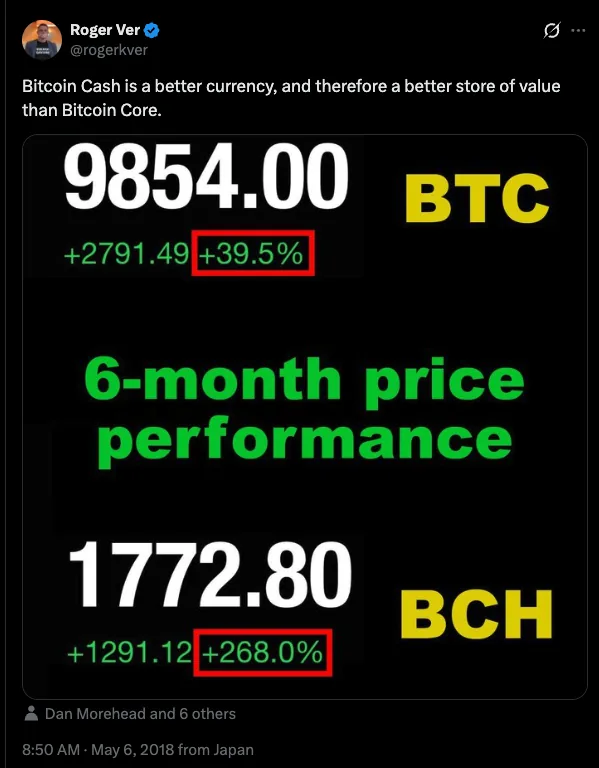 Roger Ver
@rogerkver
Bitcoin Cash is a better currency, and therefore a better store of value
than Bitcoin Core.
9854.00 BTC
+2791.49 +39.5%
6-month price
performance
1772.80 BCH
+1291.12 +268.0%
Dan Morehead and 6 others
8:50 AM · May 6, 2018 from Japan